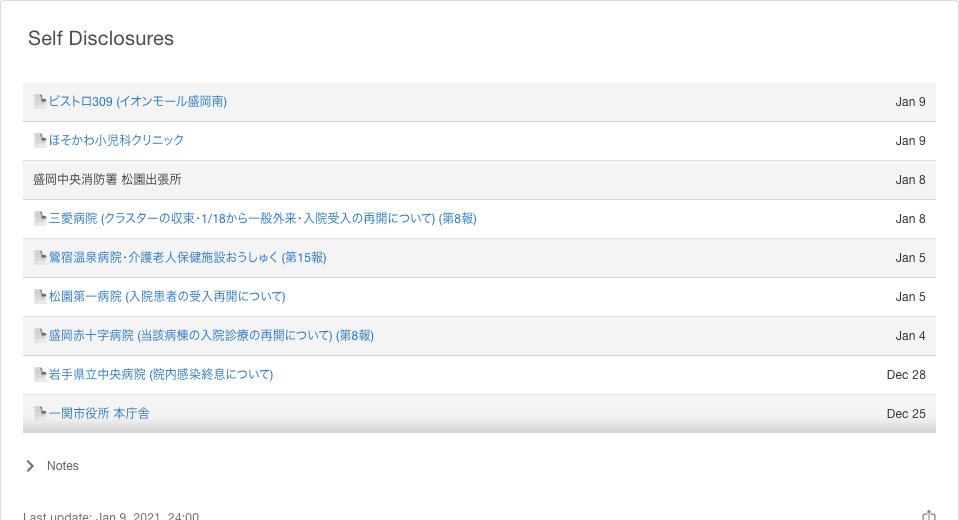 Self Disclosures
ビストロ309 (イオンモール盛岡南) Jan 9
ほそかわ小児科クリニック Jan 9
盛岡中央消防署 松園出張所 Jan 8
三愛病院 (クラスターの収束・1/18から一般外来・入院受入の再開について) (第8報) Jan 8
鶯宿温泉病院・介護老人保健施設おうしゅく (第15報) Jan 5
松園第一病院 (入院患者の受入再開について) Jan 5
盛岡赤十字病院 (当該病棟の入院診療の再開について) (第8報) Jan 4
岩手県立中央病院 (院内感染終息について) Dec 28
一関市役所 本庁舎 Dec 25
Notes
Last update: Jan 9, 2021, 24:00